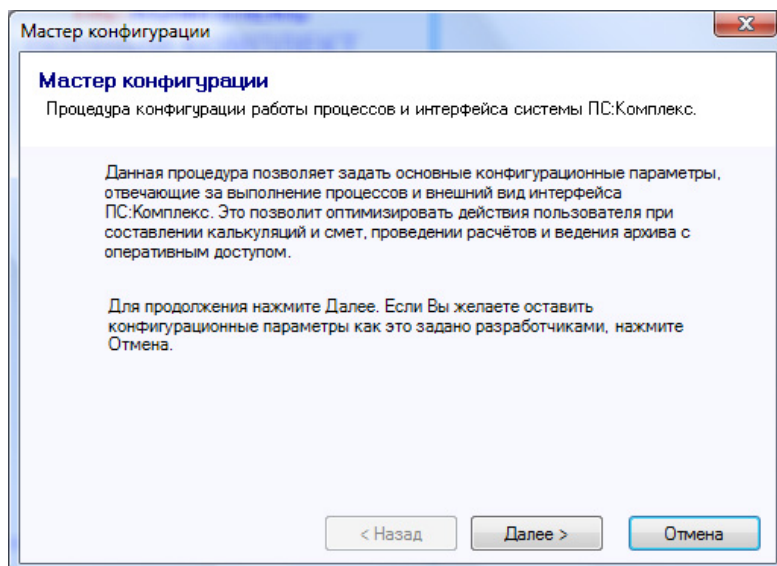 Мастер конфигурации
Мастер конфигурации
Процедура конфигурации работы процессов и интерфейса системы ПС:Комплекс.
Данная процедура позволяет задать основные конфигурационные параметры,
отвечающие за выполнение процессов и внешний вид интерфейса
ПС:Комплекс. Это позволит оптимизировать действия пользователя при
составлении калькуляций и смет, проведении расчётов и ведения архива с
оперативным доступом.
Для продолжения нажмите Далее. Если Вы желаете оставить
конфигурационные параметры как это задано разработчиками, нажмите
Отмена.
< Назад Далее > Отмена